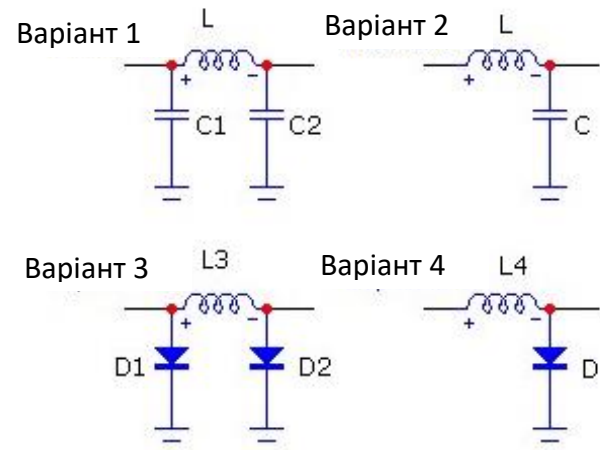 Варіант 1
L
Варіант 2
L
+
-
+
-
C1
C2
C
Варіант 3
L3
Варіант 4
L4
+
-
+
-
D1
D2
D